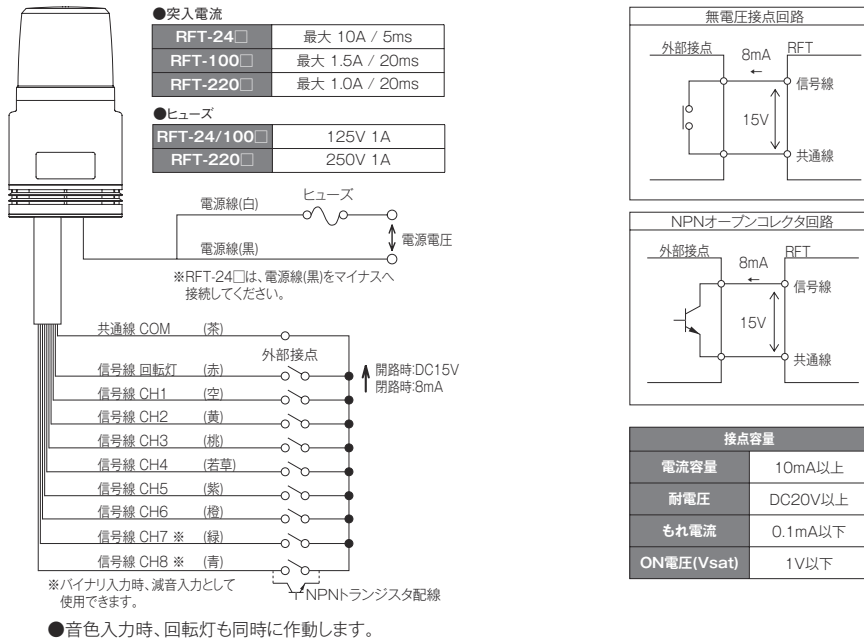 ●突入電流
RFT-24□ 最大 10A / 5ms
RFT-100□ 最大 1.5A / 20ms
RFT-220□ 最大 1.0A / 20ms
●ヒューズ
RFT-24/100□ 125V 1A
RFT-220□ 250V 1A
電源線(白)
ヒューズ
電源線(黒)
電源電圧
※RFT-24□は、電源線(黒)をマイナスへ
接続してください。
共通線 COM (茶)
外部接点
信号線 回転灯 (赤)
開路時:DC15V
閉路時:8mA
信号線 CH1 (空)
信号線 CH2 (黄)
信号線 CH3 (桃)
信号線 CH4 (若草)
信号線 CH5 (紫)
信号線 CH6 (橙)
信号線 CH7 ※ (緑)
信号線 CH8 ※ (青)
※バイナリ入力時、減音入力として
使用できます。
NPNトランジスタ配線
●音色入力時、回転灯も同時に作動します。
無電圧接点回路
外部接点 8mA RFT
←
信号線
15V
共通線
NPNオープンコレクタ回路
外部接点 8mA RFT
←
信号線
15V
共通線
接点容量
電流容量 10mA以上
耐電圧 DC20V以上
もれ電流 0.1mA以下
ON電圧(Vsat) 1V以下